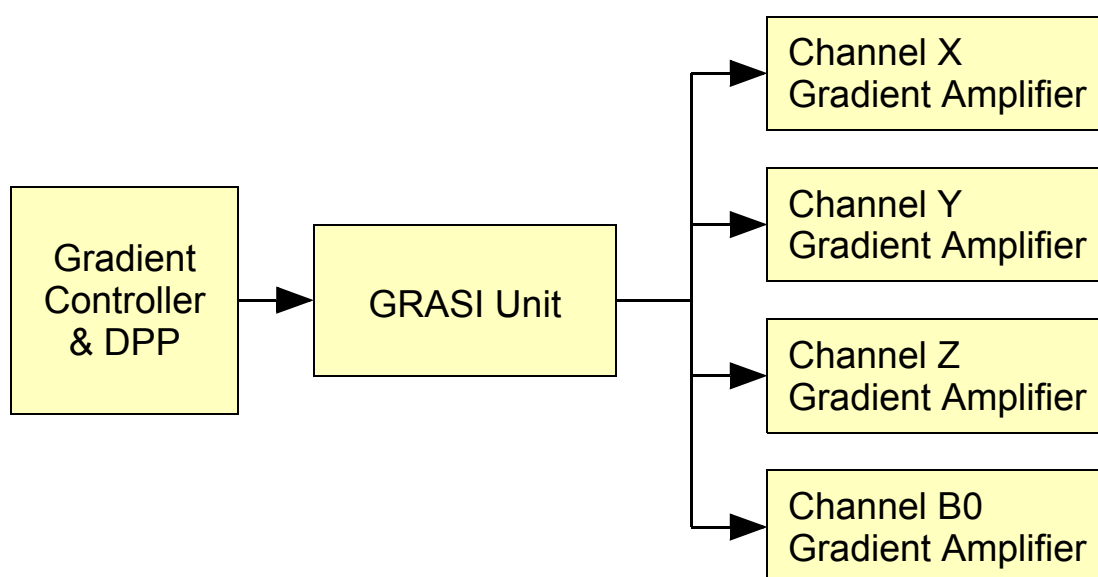 Gradient
Controller
& DPP
GRASI Unit
Channel X
Gradient Amplifier
Channel Y
Gradient Amplifier
Channel Z
Gradient Amplifier
Channel B0
Gradient Amplifier